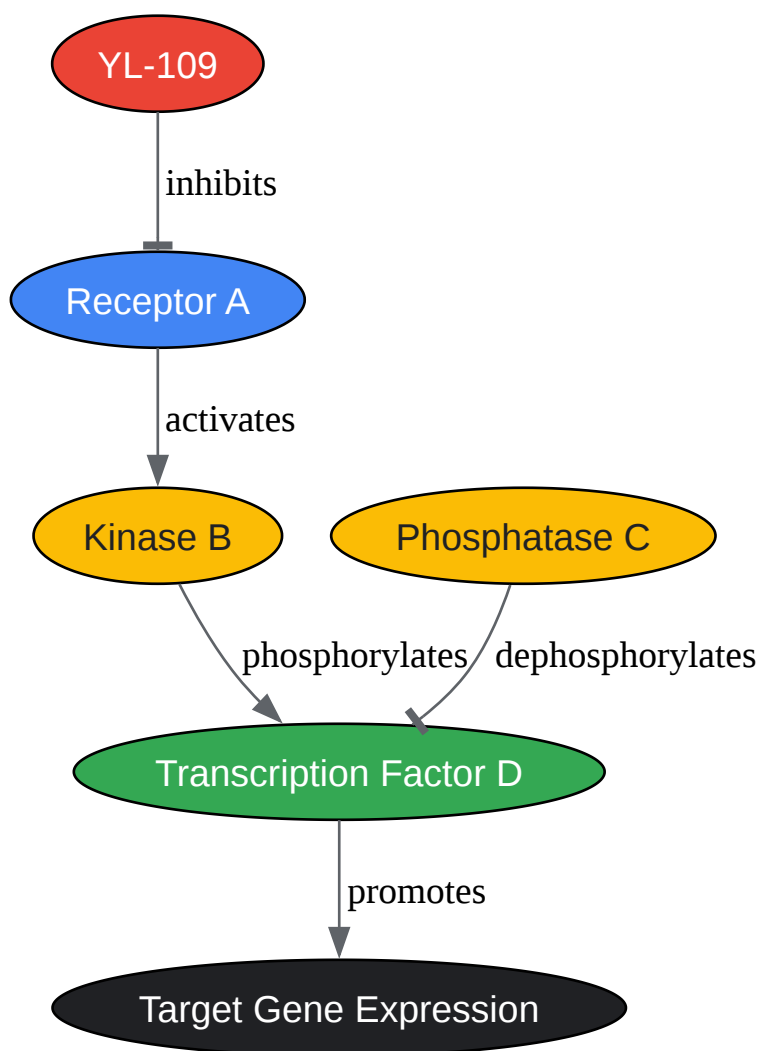 YL-109
inhibits
Receptor A
activates
Kinase B
Phosphatase C
phosphorylates
dephosphorylates
Transcription Factor D
promotes
Target Gene Expression